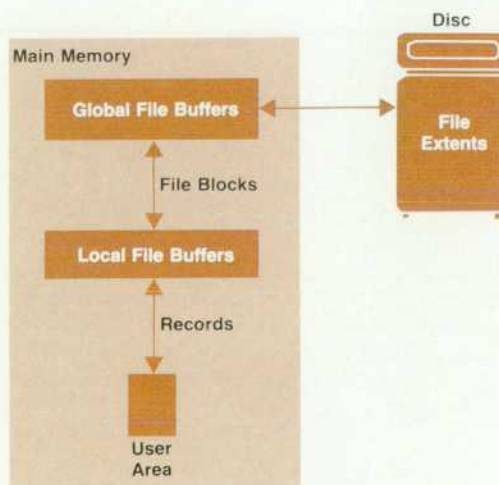 Disc
Main Memory
Global File Buffers
File
Extents
File Blocks
Local File Buffers
Records
User
Area